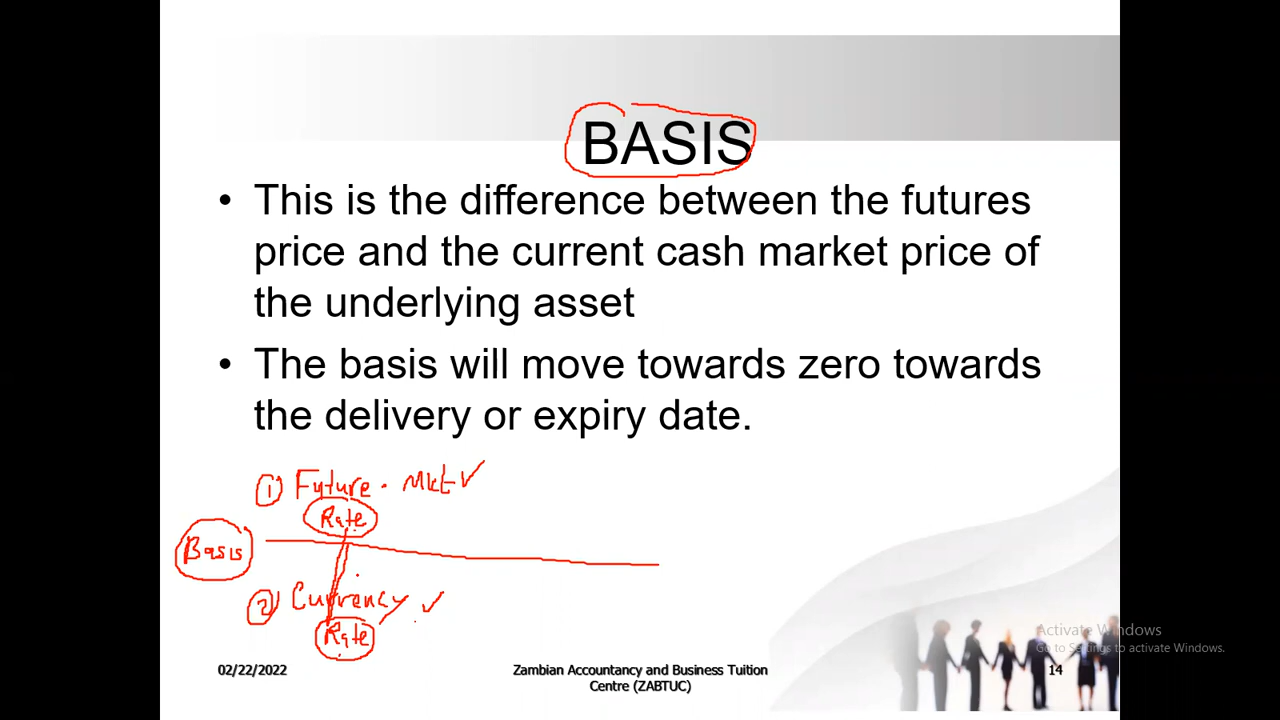 BASIS
• This is the difference between the futures
price and the current cash market price of
the underlying asset
• The basis will move towards zero towards
the delivery or expiry date.
① Future. Mkt ✓
Rate
Basis
② Currency ✓
Rate
Activate Windows
Go to Settings to activate Windows.
02/22/2022
Zambian Accountancy and Business Tuition
Centre (ZABTUC)
14